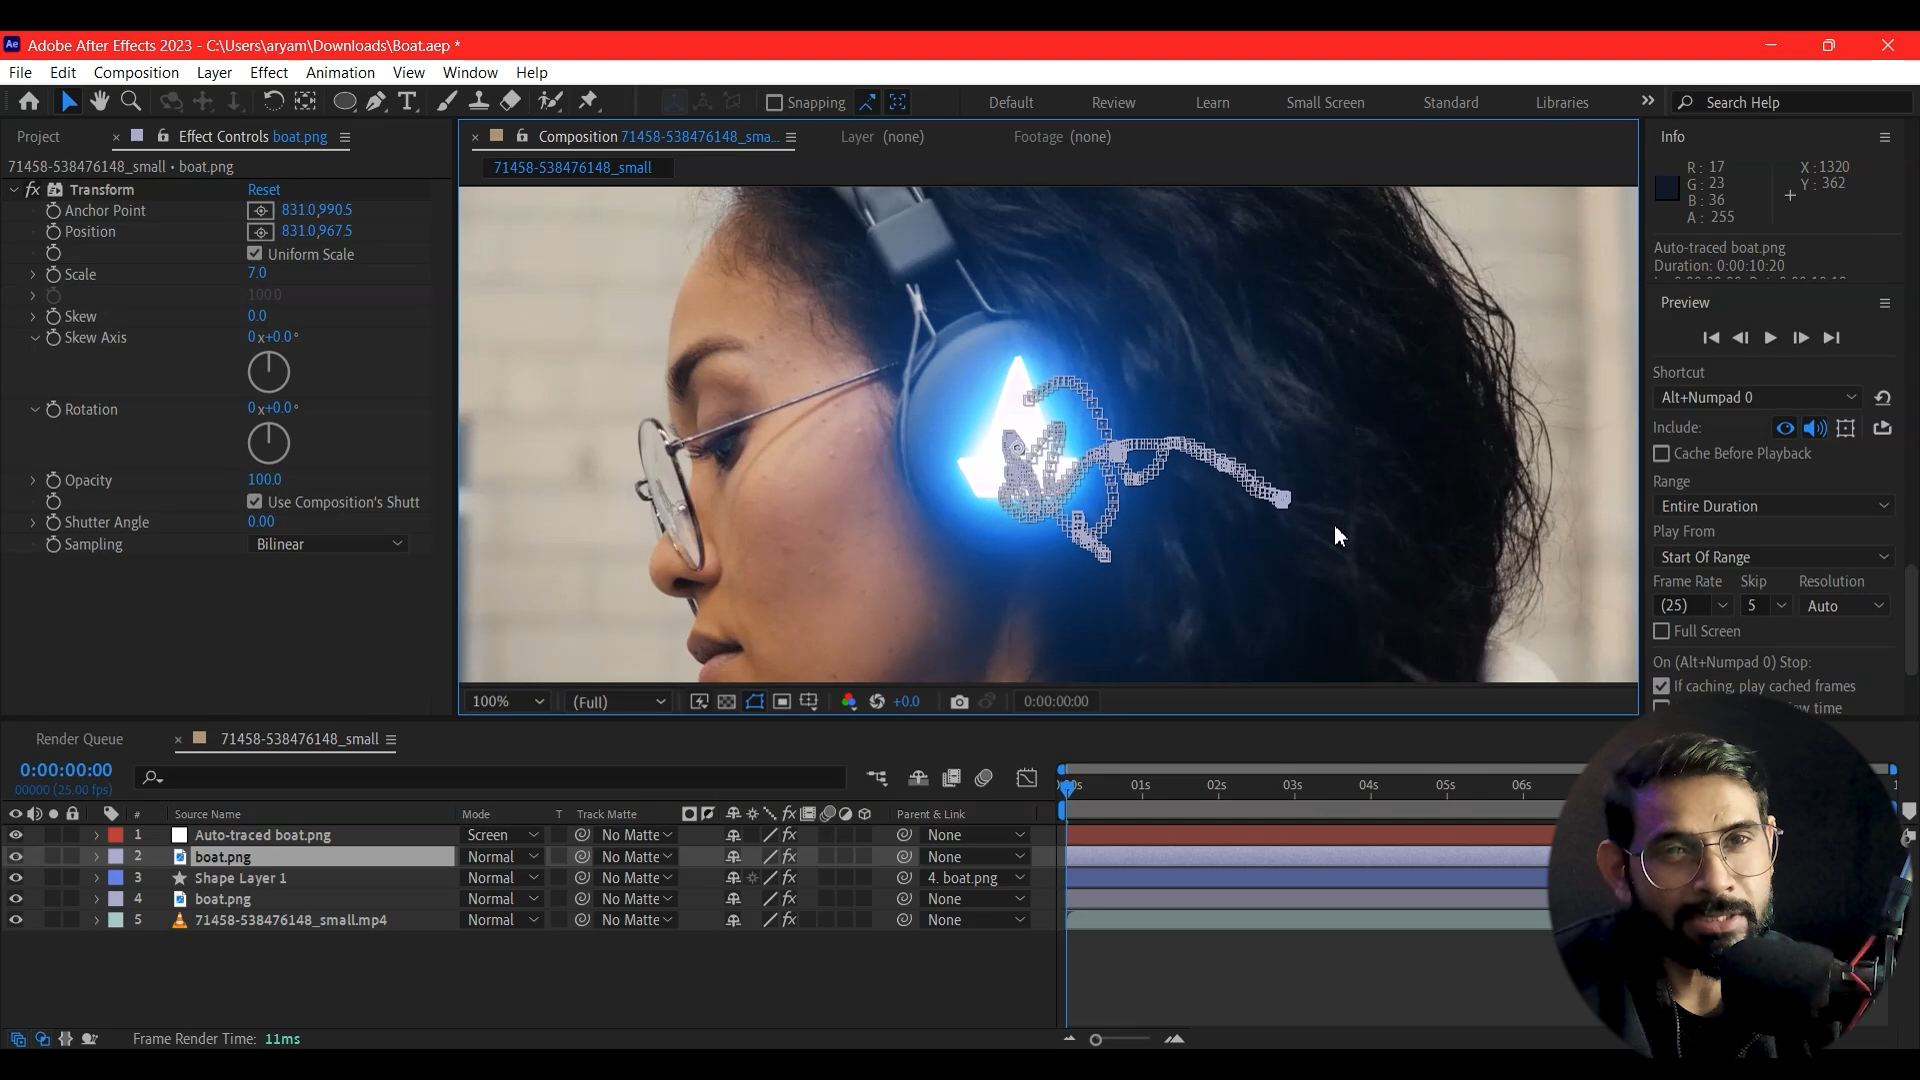 Ae Adobe After Effects 2023 - C:\Users\aryam\Downloads\Boat.aep *
File Edit Composition Layer Effect Animation View Window Help
Snapping Default Review Learn Small Screen Standard Libraries Search Help
Project Effect Controls boat.png
71458-538476148_small • boat.png
fx Transform Reset
Anchor Point 831.0,990.5
Position 831.0,967.5
Uniform Scale
Scale 7.0
100.0
Skew 0.0
Skew Axis 0x+0.0°
Rotation 0x+0.0°
Opacity 100.0
Use Composition's Shutt
Shutter Angle 0.00
Sampling Bilinear
Composition 71458-538476148_sma... Layer (none) Footage (none)
71458-538476148_small
100% (Full) +0.0 0:00:00:00
Info
R: 17 X:1320
G: 23 Y: 362
B: 36
A: 255
Auto-traced boat.png
Duration: 0:00:10:20
Preview
Shortcut
Alt+Numpad 0
Include:
Cache Before Playback
Range
Entire Duration
Play From
Start Of Range
Frame Rate Skip Resolution
(25) 5 Auto
Full Screen
On (Alt+Numpad 0) Stop:
If caching, play cached frames
w time
Render Queue 71458-538476148_small
0:00:00:00
00000 (25.00 fps)
01s 02s 03s 04s 05s 06s
# Source Name Mode T Track Matte fx Parent & Link
1 Auto-traced boat.png Screen No Matte fx None
2 boat.png Normal No Matte fx None
3 Shape Layer 1 Normal No Matte fx 4. boat.png
4 boat.png Normal No Matte fx None
5 71458-538476148_small.mp4 Normal No Matte fx None
Frame Render Time: 11ms